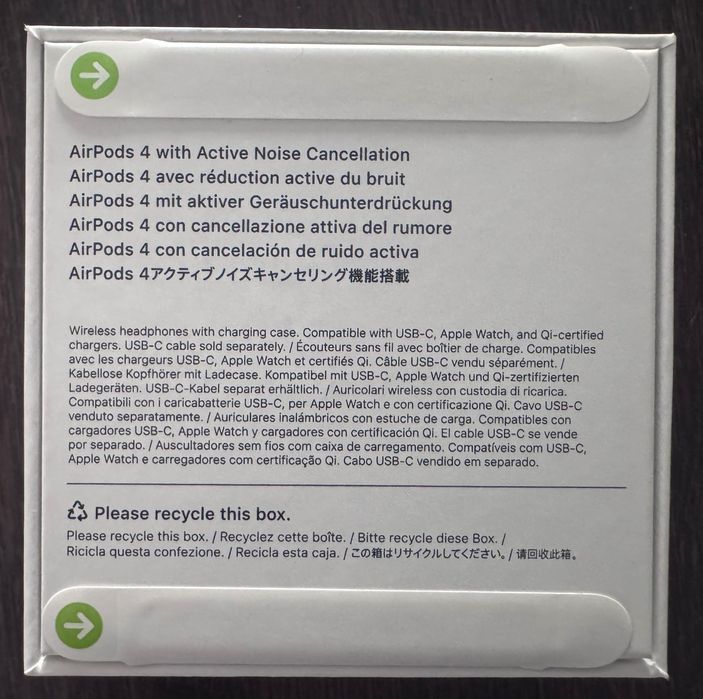 AirPods 4 with Active Noise Cancellation
AirPods 4 avec réduction active du bruit
AirPods 4 mit aktiver Geräuschunterdrückung
AirPods 4 con cancellazione attiva del rumore
AirPods 4 con cancelación de ruido activa
AirPods 4アクティブノイズキャンセリング機能搭載
Wireless headphones with charging case. Compatible with USB-C, Apple Watch, and Qi-certified
chargers. USB-C cable sold separately. / Écouteurs sans fil avec boîtier de charge. Compatibles
avec les chargeurs USB-C, Apple Watch et certifiés Qi. Câble USB-C vendu séparément. /
Kabellose Kopfhörer mit Ladecase. Kompatibel mit USB-C, Apple Watch und Qi-zertifizierten
Ladegeräten. USB-C-Kabel separat erhältlich. / Auricolari wireless con custodia di ricarica.
Compatibili con i caricabatterie USB-C, per Apple Watch e con certificazione Qi. Cavo USB-C
venduto separatamente. / Auriculares inalámbricos con estuche de carga. Compatibles con
cargadores USB-C, Apple Watch y cargadores con certificación Qi. El cable USB-C se vende
por separado. / Auscultadores sem fios com caixa de carregamento. Compatíveis com USB-C,
Apple Watch e carregadores com certificação Qi. Cabo USB-C vendido em separado.
Please recycle this box.
Please recycle this box. / Recyclez cette boîte. / Bitte recycle diese Box. /
Ricicla questa confezione. / Recicla esta caja. / この箱はリサイクルしてください。/ 请回收此箱。